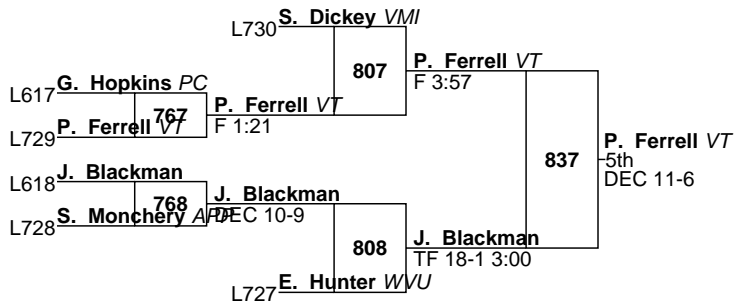 S. Dickey VMI
L730
807
P. Ferrell VT
F 3:57
G. Hopkins PC
L617
767
P. Ferrell VT
F 1:21
P. Ferrell VT
L729
837
P. Ferrell VT
5th
DEC 11-6
J. Blackman
L618
768
J. Blackman
DEC 10-9
S. Monchery APP
L728
808
J. Blackman
TF 18-1 3:00
E. Hunter WVU
L727